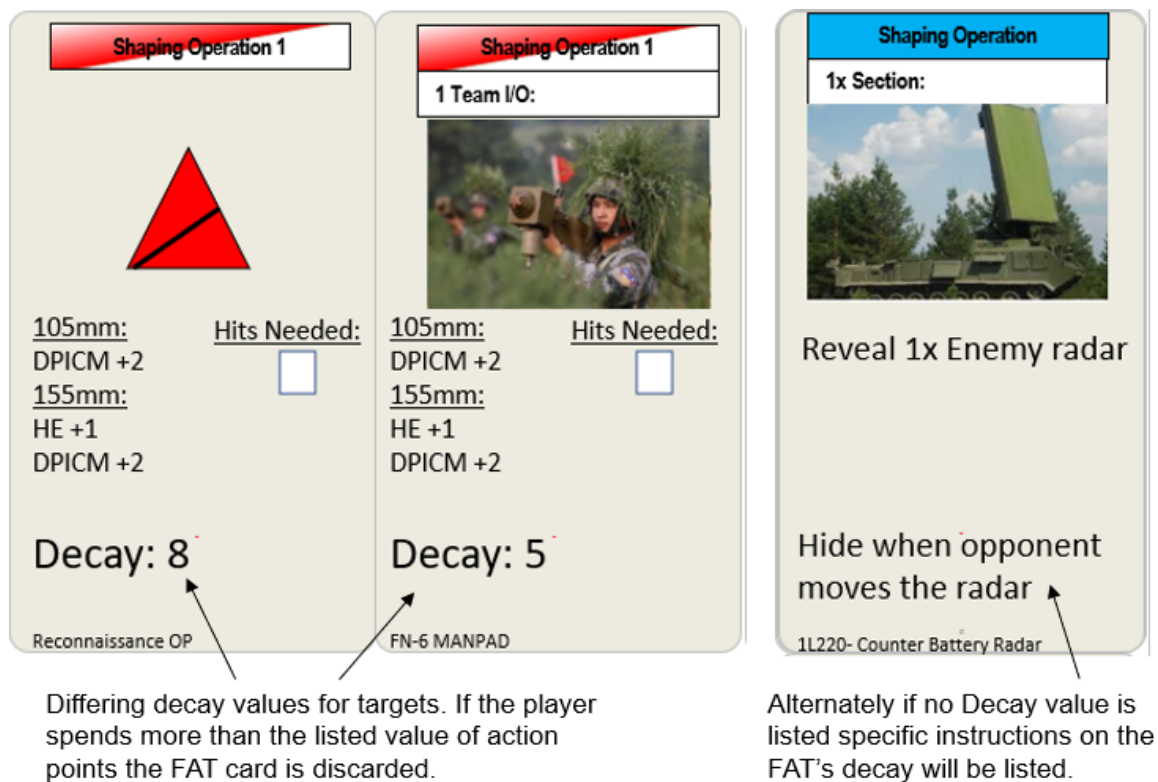 Shaping Operation 1
105mm:
DPICM +2
155mm:
HE +1
DPICM +2
Hits Needed:
Decay: 8
Reconnaissance OP
Shaping Operation 1
1 Team I/O:
105mm:
DPICM +2
155mm:
HE +1
DPICM +2
Hits Needed:
Decay: 5
FN-6 MANPAD
Shaping Operation
1x Section:
Reveal 1x Enemy radar
Hide when opponent
moves the radar
1L220- Counter Battery Radar
Differing decay values for targets. If the player
spends more than the listed value of action
points the FAT card is discarded.
Alternately if no Decay value is
listed specific instructions on the
FAT's decay will be listed.